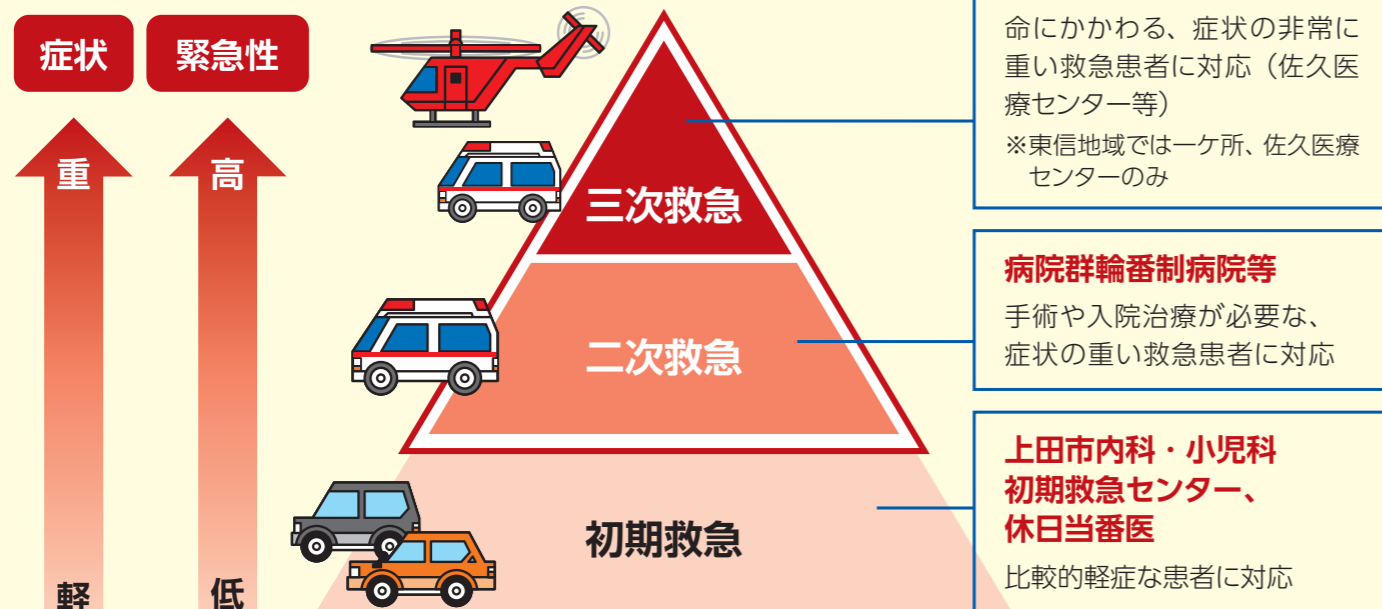 症状
緊急性
重
高
軽
低
三次救急
二次救急
初期救急
命にかかわる、症状の非常に
重い救急患者に対応（佐久医
療センター等）
※東信地域では一ケ所、佐久医療
センターのみ
病院群輪番制病院等
手術や入院治療が必要な、
症状の重い救急患者に対応
上田市内科・小児科
初期救急センター、
休日当番医
比較的軽症な患者に対応